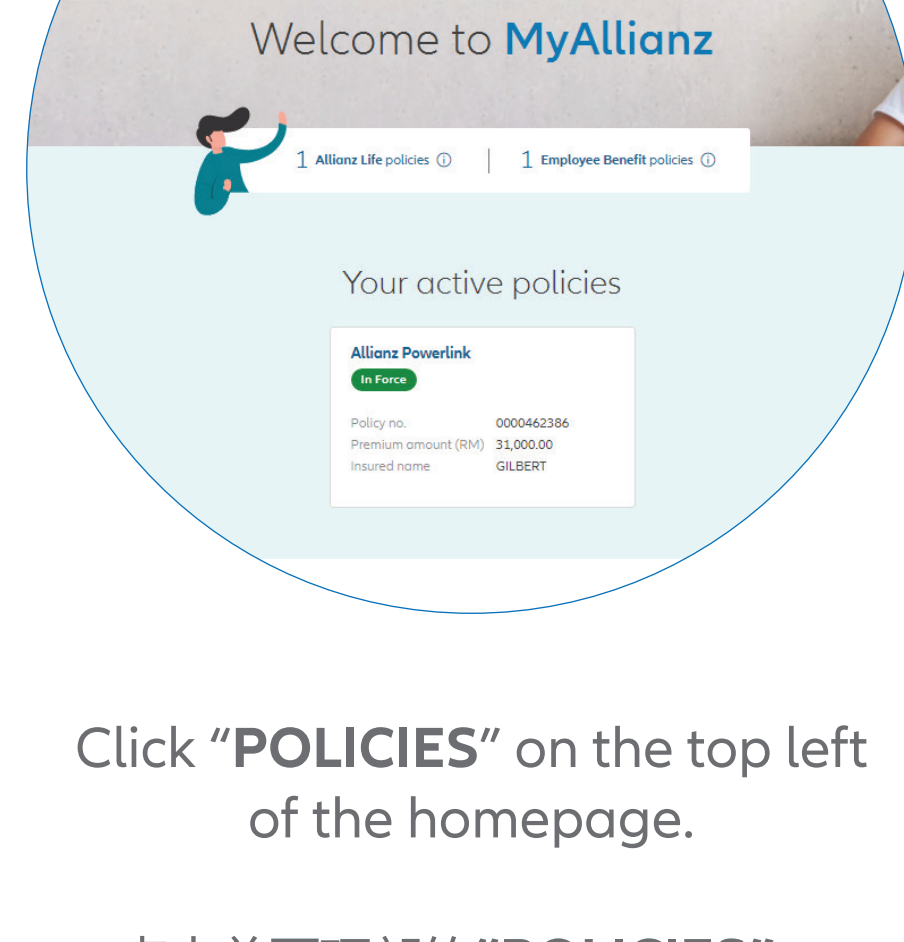 Welcome to MyAllianz
1 Allianz Life policies 1 Employee Benefit policies
Your active policies
Allianz Powerlink
In Force
Policy no. 0000462386
Premium amount (RM) 31,000.00
Insured name GILBERT
Click “POLICIES” on the top left
of the homepage.
“POLICIES”